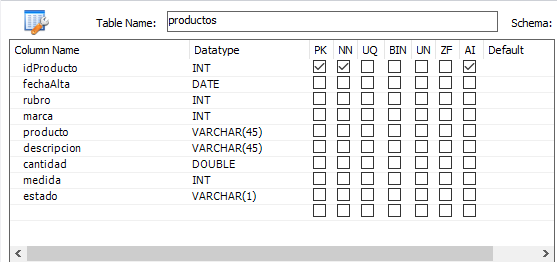 Table Name: productos Schema:
Column Name Datatype PK NN UQ BIN UN ZF AI Default
idProducto INT
fechaAlta DATE
rubro INT
marca INT
producto VARCHAR(45)
descripcion VARCHAR(45)
cantidad DOUBLE
medida INT
estado VARCHAR(1)